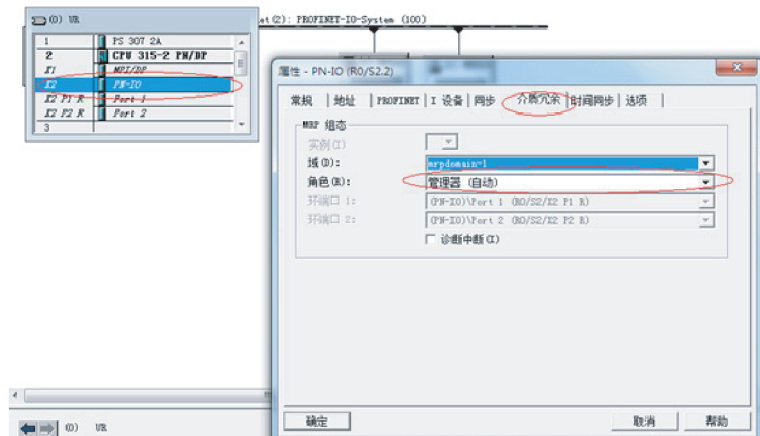 (0) UR
et(2): PROFINET-IO-System (100)
1 PS 307 2A
2 CPU 315-2 PN/DP
X1 MPI/DP
X2 PN-IO
X2 P1 R Port 1
X2 P2 R Port 2
3
属性 - PN-IO (R0/S2.2)
常规 地址 PROFINET I 设备 同步 介质冗余 时间同步 选项
MRP 组态
实例(I)
域(D): mrpdomain-1
角色(R): 管理器 (自动)
环端口 1: (PN-IO)\Port 1 (R0/S2/X2 P1 R)
环端口 2: (PN-IO)\Port 2 (R0/S2/X2 P2 R)
诊断中断(I)
确定 取消 帮助
(0) UR